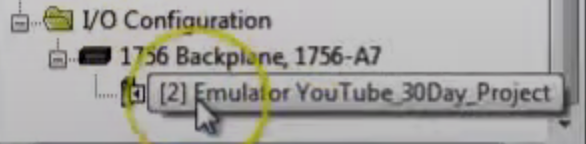 I/O Configuration
1756 Backplane, 1756-A7
[2] Emulator YouTube_30Day_Project